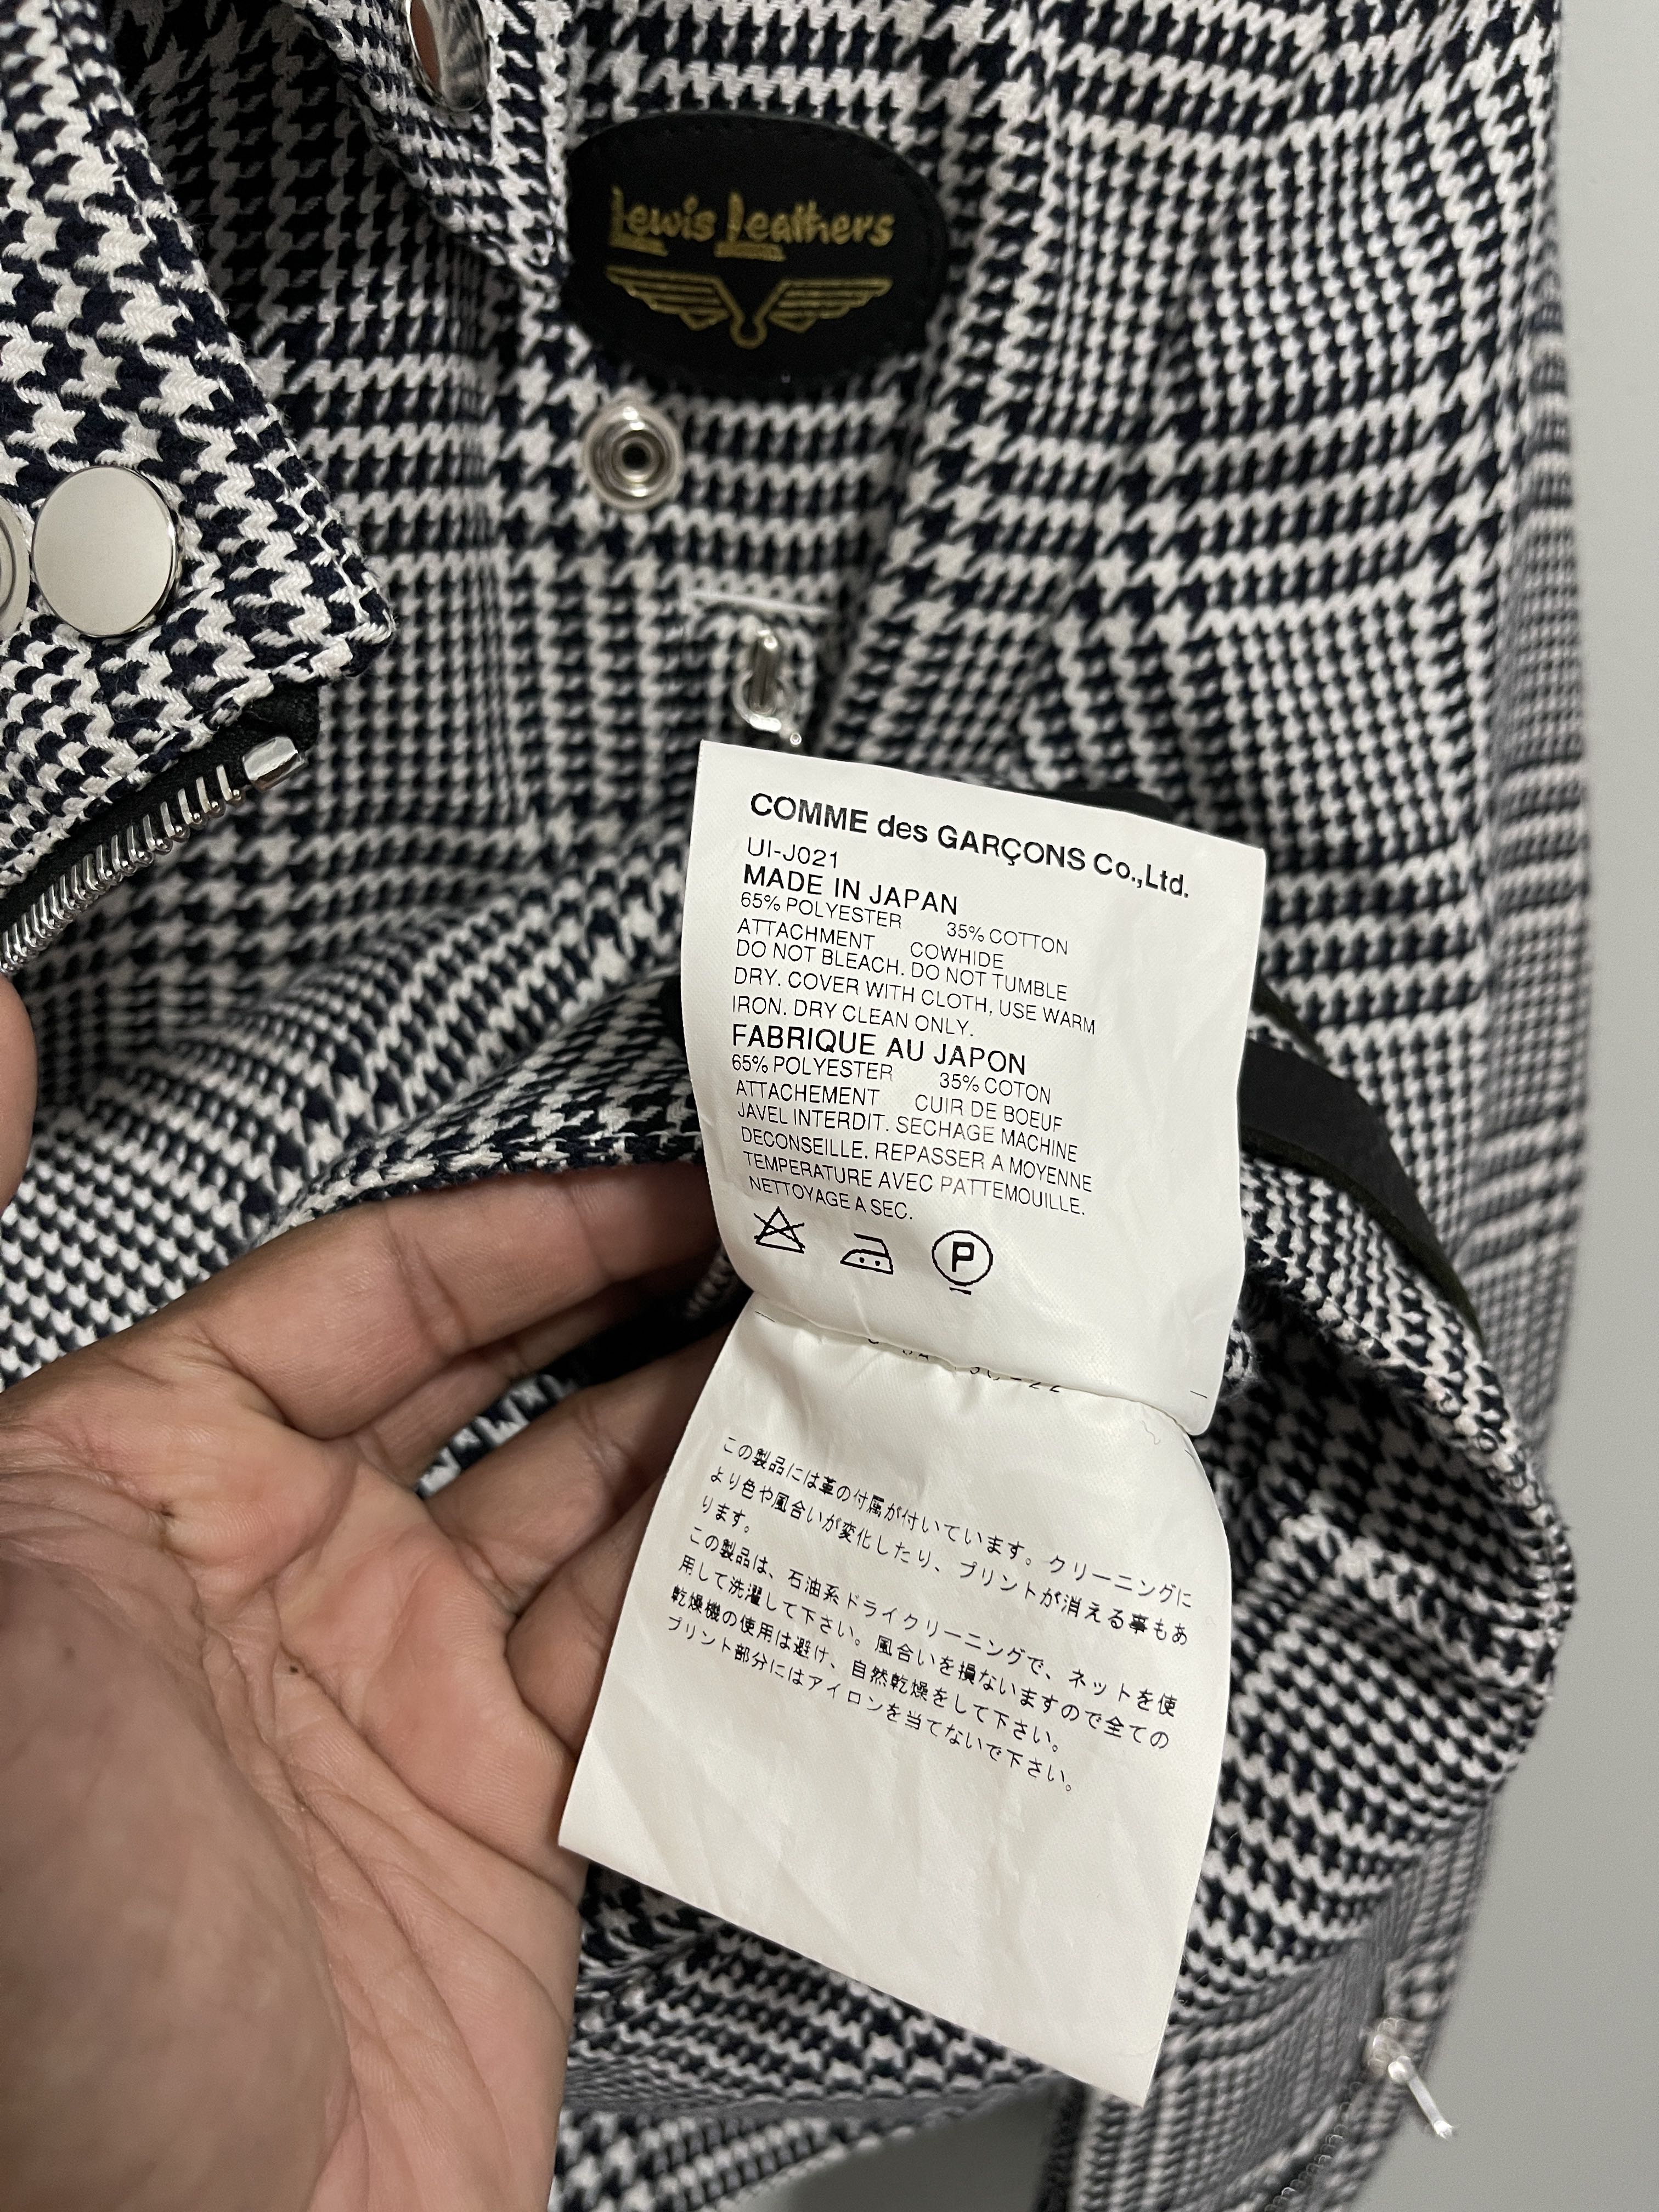 Lewis Leathers
COMME des GARÇONS Co.,Ltd.
UI-J021
MADE IN JAPAN
65% POLYESTER 35% COTTON
ATTACHMENT COWHIDE
DO NOT BLEACH. DO NOT TUMBLE
DRY. COVER WITH CLOTH, USE WARM
IRON. DRY CLEAN ONLY.
FABRIQUE AU JAPON
65% POLYESTER 35% COTON
ATTACHEMENT CUIR DE BOEUF
JAVEL INTERDIT. SECHAGE MACHINE
DECONSEILLE. REPASSER A MOYENNE
TEMPERATURE AVEC PATTEMOUILLE.
NETTOYAGE A SEC.
P
この製品には革の付属が付いています。クリーニングに
より色や風合いが変化したり、プリントが消える事もあ
ります。
この製品は、石油系ドライクリーニングで、ネットを使
用して洗濯して下さい。風合いを損ないますので全ての
乾燥機の使用は避け、自然乾燥をして下さい。
プリント部分にはアイロンを当てないで下さい。